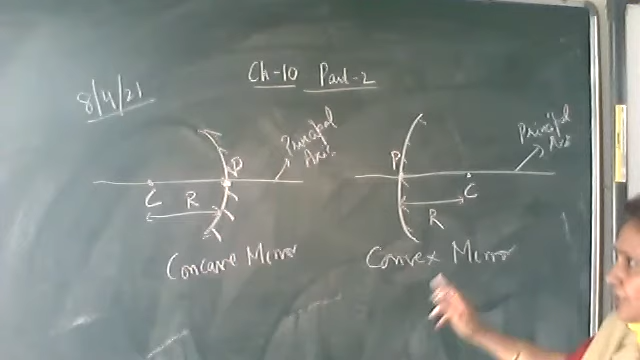 Ch-10 Part-2
8/4/21
Principal
Axis
P
C
R
Concave Mirror
Principal
Axis
P
C
R
Convex Mirror